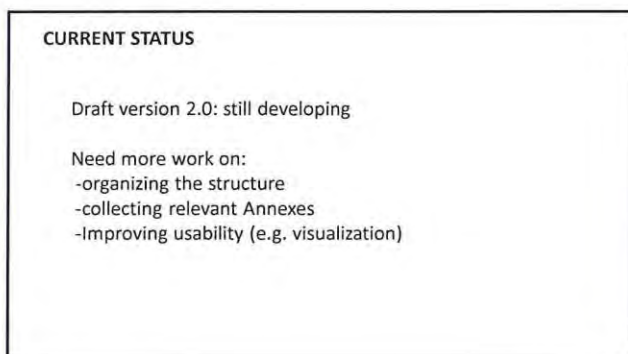 CURRENT STATUS
Draft version 2.0: still developing
Need more work on:
-organizing the structure
-collecting relevant Annexes
-Improving usability (e.g. visualization)